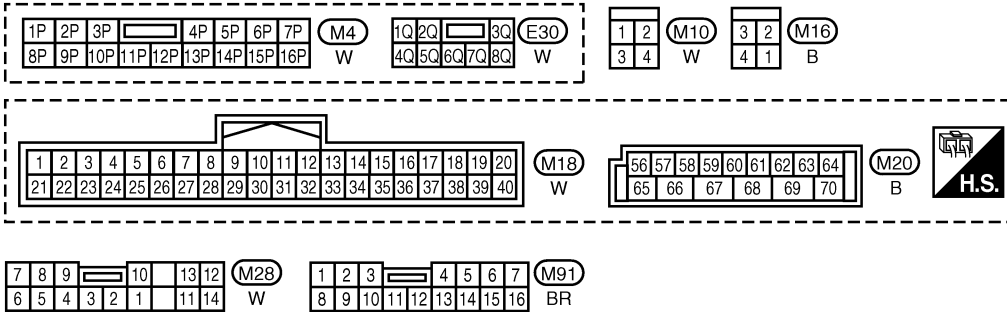 1P 2P 3P 4P 5P 6P 7P M4
8P 9P 10P 11P 12P 13P 14P 15P 16P W
1Q 2Q 3Q E30
4Q 5Q 6Q 7Q 8Q W
1 2 M10
3 4 W
3 2 M16
4 1 B
1 2 3 4 5 6 7 8 9 10 11 12 13 14 15 16 17 18 19 20 M18
21 22 23 24 25 26 27 28 29 30 31 32 33 34 35 36 37 38 39 40 W
56 57 58 59 60 61 62 63 64 M20
65 66 67 68 69 70 B
H.S.
7 8 9 10 13 12 M28
6 5 4 3 2 1 11 14 W
1 2 3 4 5 6 7 M91
8 9 10 11 12 13 14 15 16 BR